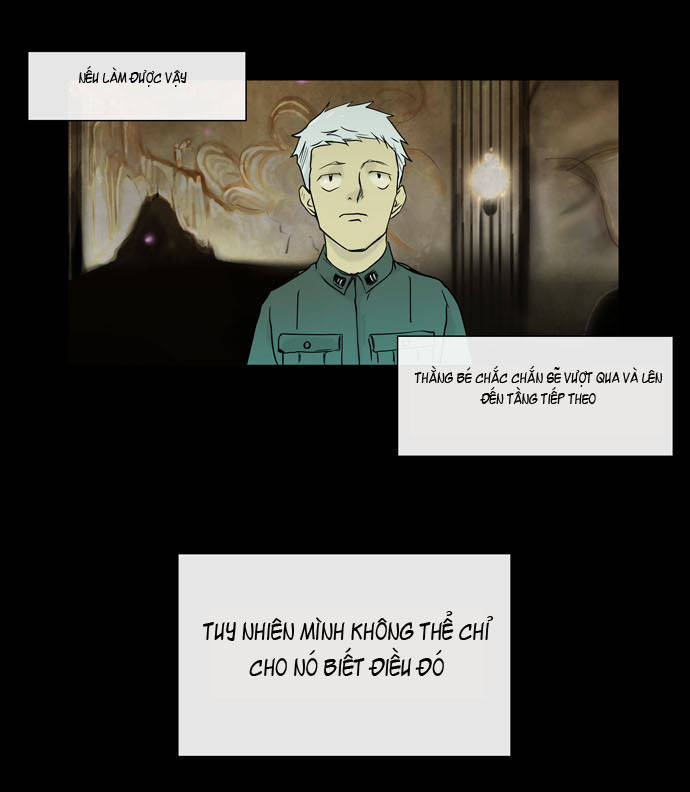 NẾU LÀM ĐƯỢC VẬY
THẰNG BÉ CHẮC CHẮN SẼ VƯỢT QUA VÀ LÊN
ĐẾN TẦNG TIẾP THEO
TUY NHIÊN MÌNH KHÔNG THỂ CHỈ
CHO NÓ BIẾT ĐIỀU ĐÓ